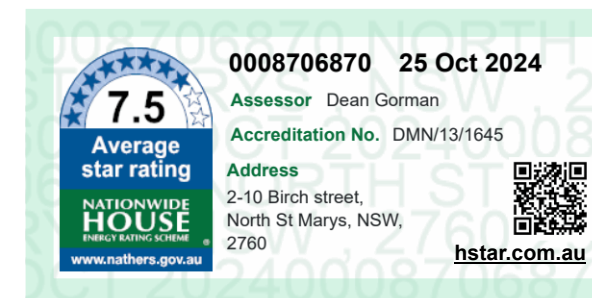 0008706870 25 Oct 2024
7.5
Average
star rating
NATIONWIDE
HOUSE
ENERGY RATING SCHEME ®
www.nathers.gov.au
Assessor Dean Gorman
Accreditation No. DMN/13/1645
Address
2-10 Birch street,
North St Marys, NSW,
2760
hstar.com.au